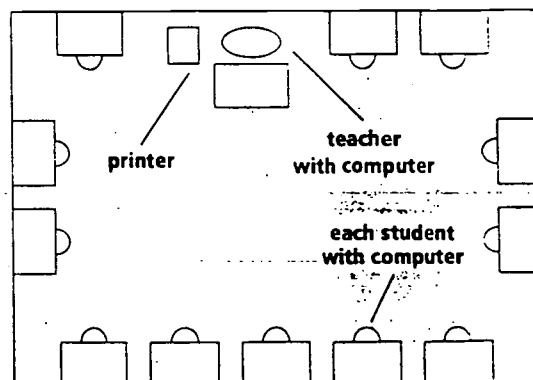 printer
teacher
with computer
each student
with computer